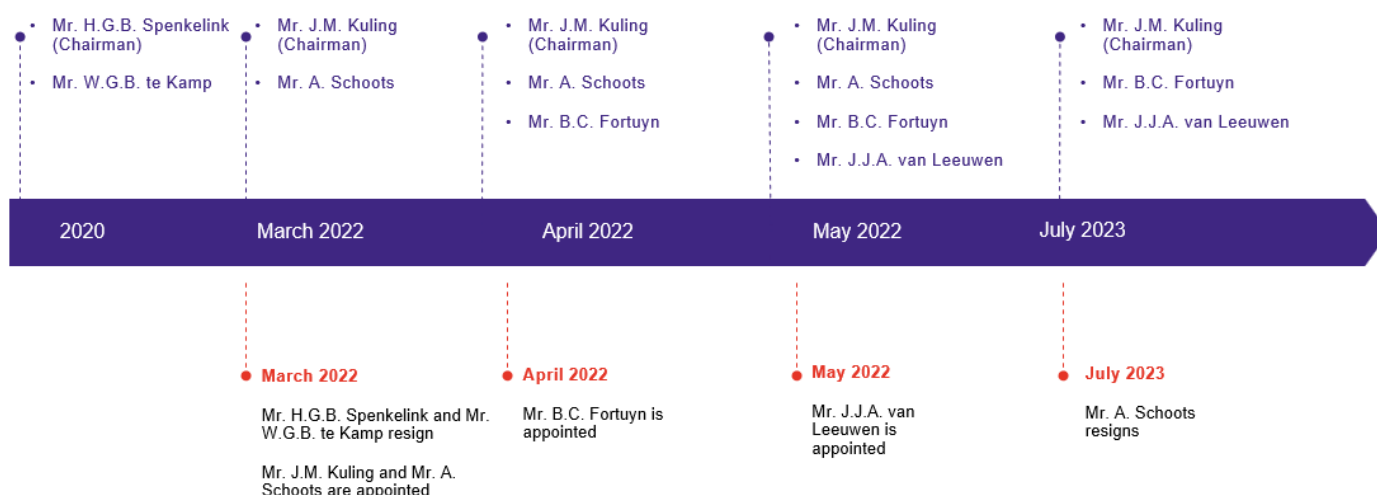 • Mr. H.G.B. Spenkelink
(Chairman)
• Mr. W.G.B. te Kamp
• Mr. J.M. Kuling
(Chairman)
• Mr. A. Schoots
• Mr. J.M. Kuling
(Chairman)
• Mr. A. Schoots
• Mr. B.C. Fortuyn
• Mr. J.M. Kuling
(Chairman)
• Mr. A. Schoots
• Mr. B.C. Fortuyn
• Mr. J.J.A. van Leeuwen
• Mr. J.M. Kuling
(Chairman)
• Mr. B.C. Fortuyn
• Mr. J.J.A. van Leeuwen
2020
March 2022
April 2022
May 2022
July 2023
March 2022
Mr. H.G.B. Spenkelink and Mr.
W.G.B. te Kamp resign
Mr. J.M. Kuling and Mr. A.
Schoots are appointed
April 2022
Mr. B.C. Fortuyn is
appointed
May 2022
Mr. J.J.A. van
Leeuwen is
appointed
July 2023
Mr. A. Schoots
resigns